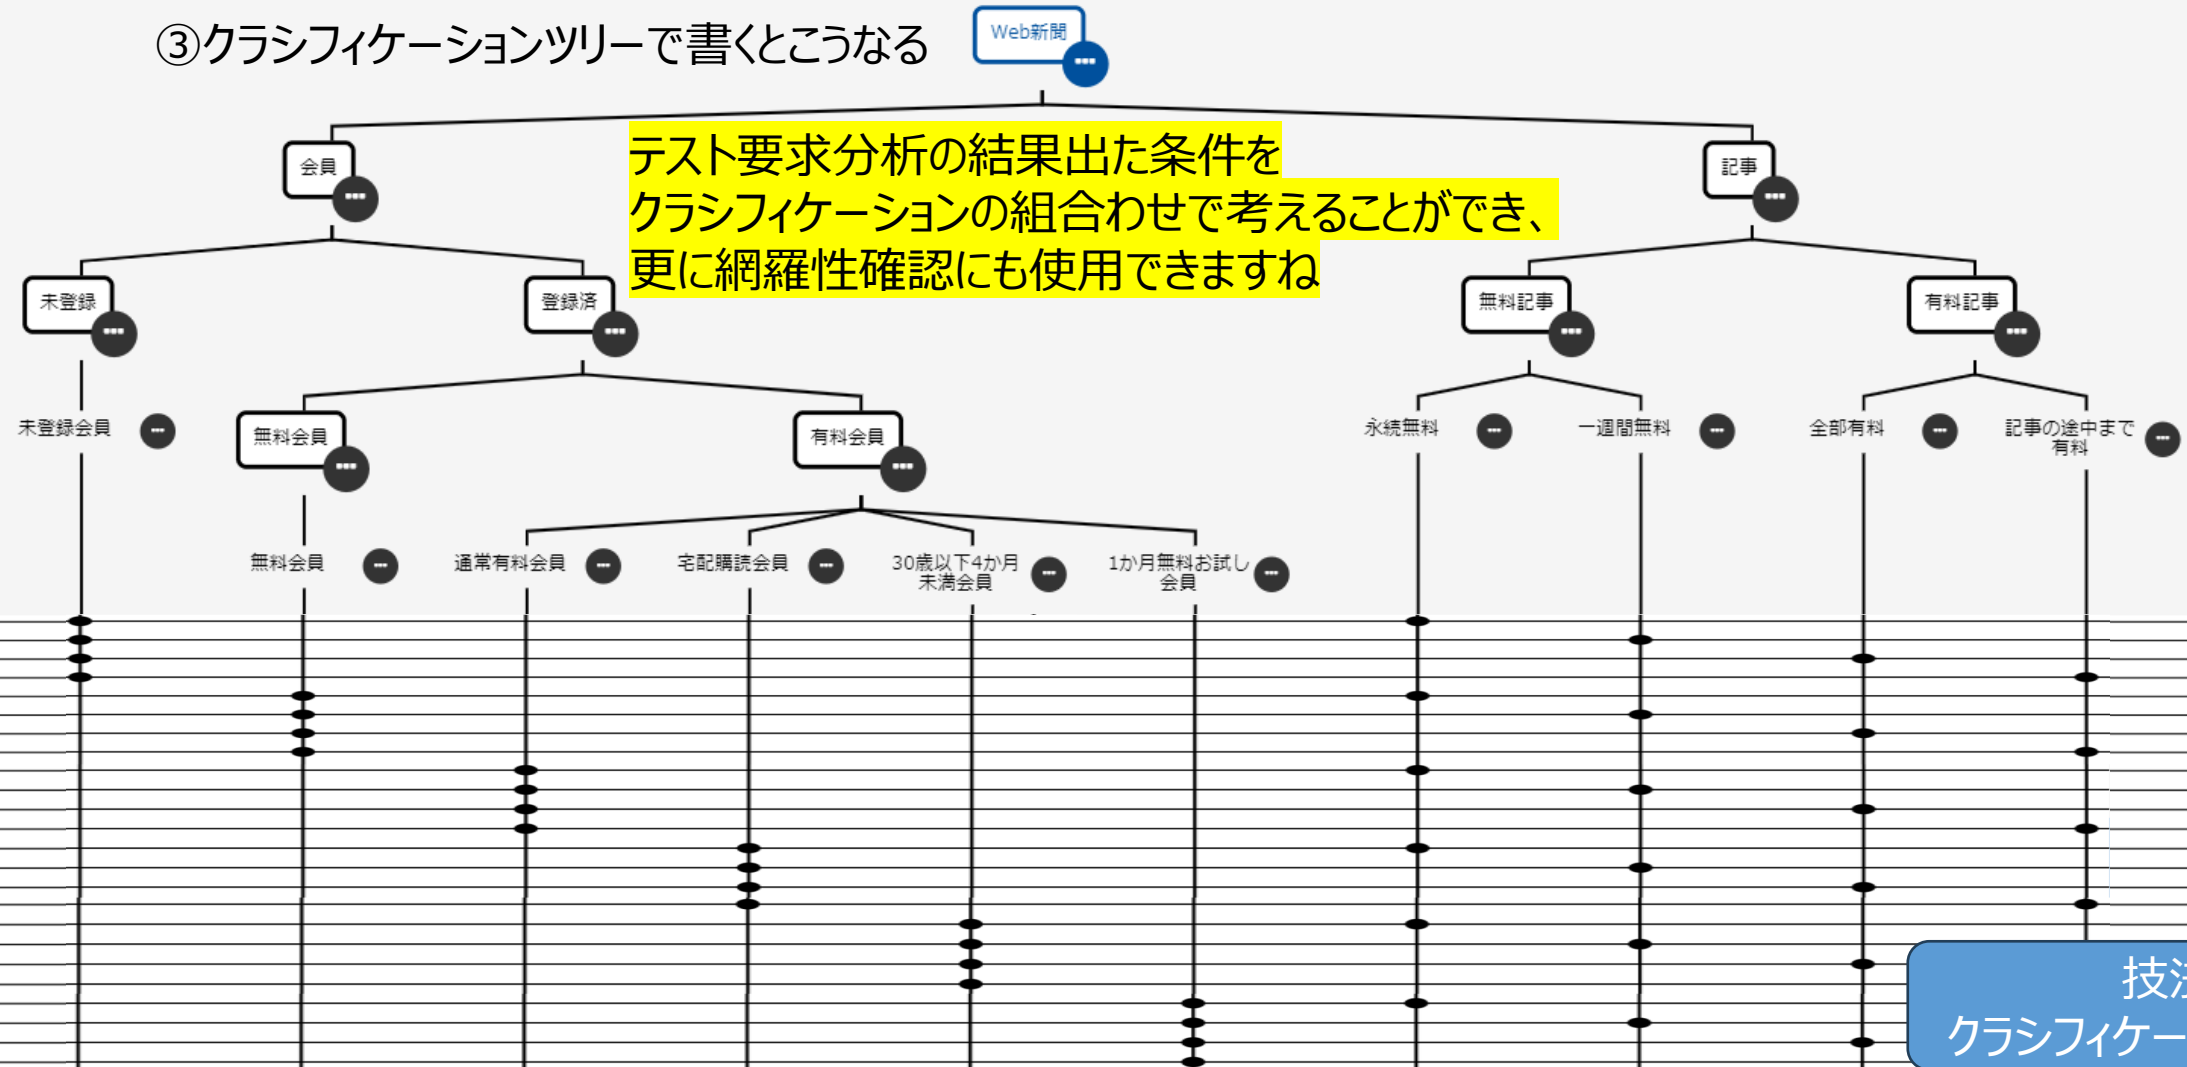 ③クラシフィケーションツリーで書くとこうなる
Web新聞
テスト要求分析の結果出た条件を
クラシフィケーションの組合わせで考えることができ、
更に網羅性確認にも使用できますね
会員
記事
未登録
登録済
無料記事
有料記事
未登録会員
無料会員
有料会員
永続無料
一週間無料
全部有料
記事の途中まで
有料
無料会員
通常有料会員
宅配購読会員
30歳以下4か月
未満会員
1か月無料お試し
会員
技法
クラシフィケー